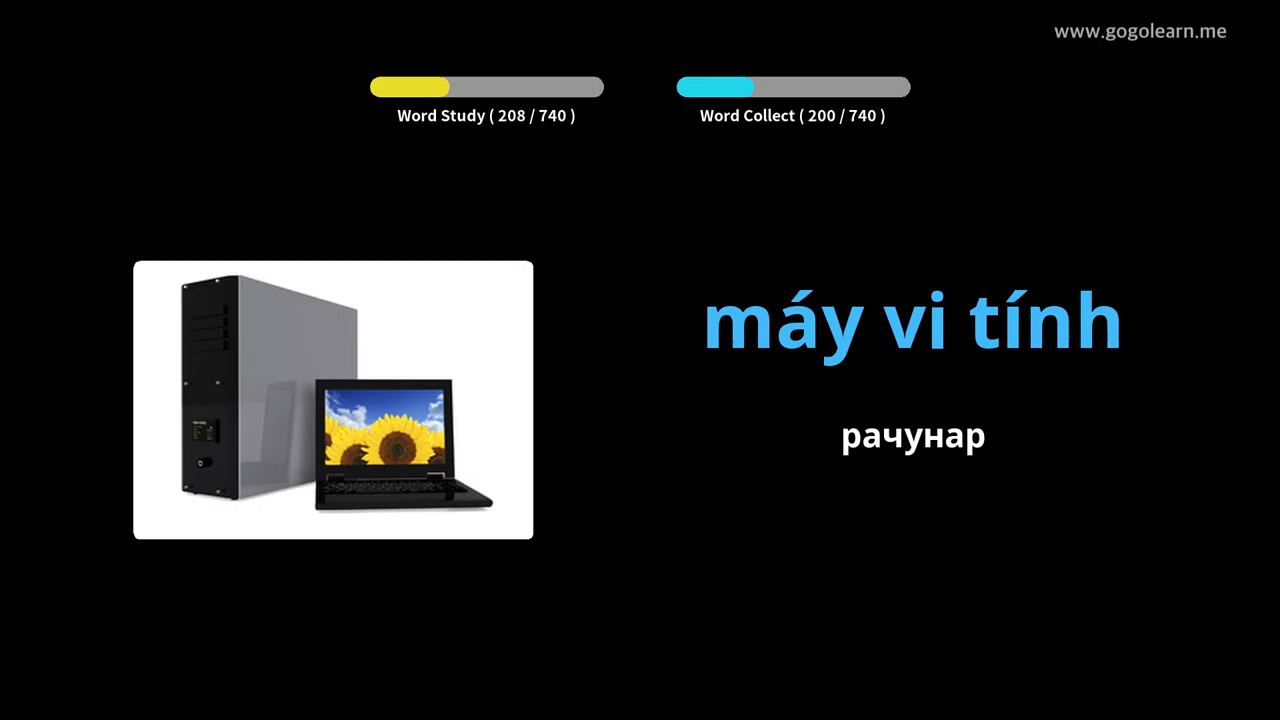 www.gogolearn.me
Word Study ( 208 / 740 )
Word Collect ( 200 / 740 )
máy vi tính
рачунар